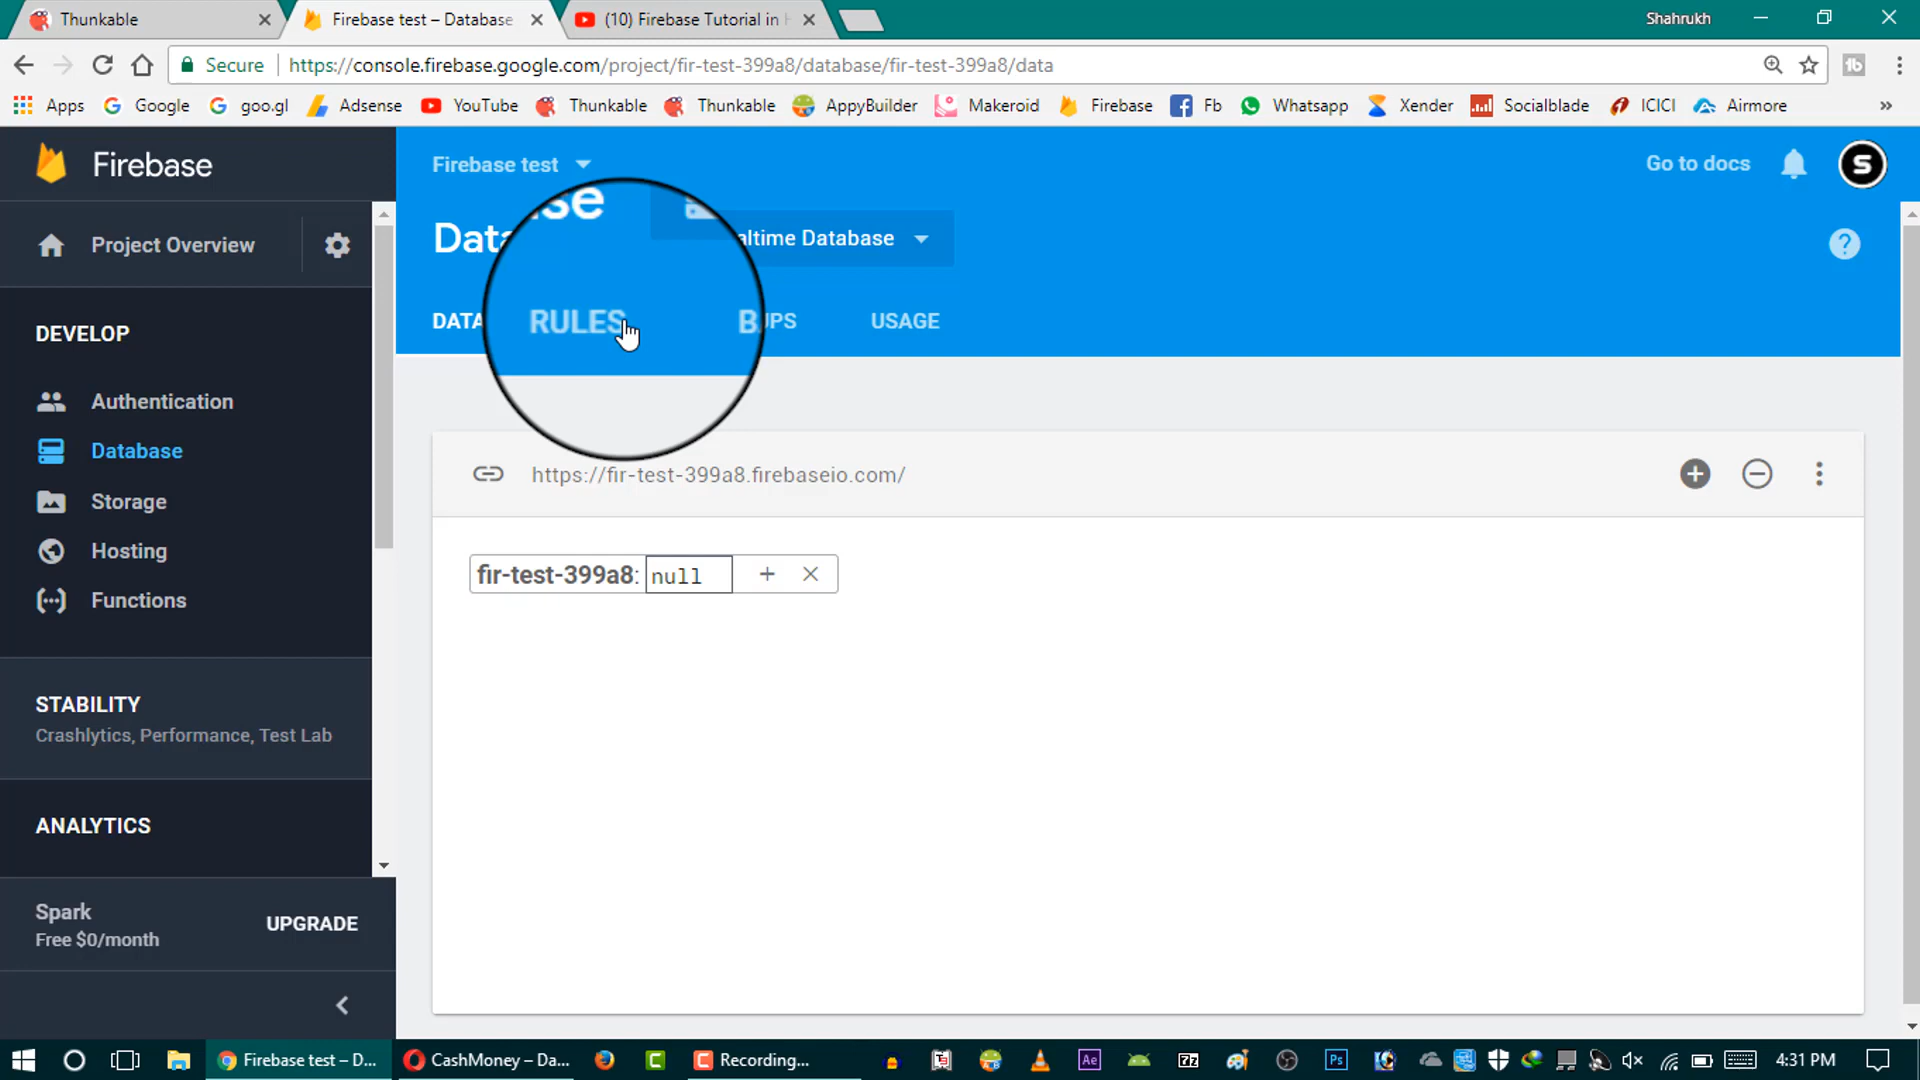 Thunkable
Firebase test – Database
(10) Firebase Tutorial in H
Shahrukh
Secure
https://console.firebase.google.com/project/fir-test-399a8/database/fir-test-399a8/data
Apps
Google
goo.gl
Adsense
YouTube
Thunkable
Thunkable
AppyBuilder
Makeroid
Firebase
Fb
Whatsapp
Xender
Socialblade
ICICI
Airmore
»
Firebase
Firebase test
Go to docs
S
Project Overview
Data
se
altime Database
?
DATA
RULES
B
UPS
USAGE
DEVELOP
Authentication
Database
Storage
Hosting
Functions
https://fir-test-399a8.firebaseio.com/
fir-test-399a8: null + ×
STABILITY
Crashlytics, Performance, Test Lab
ANALYTICS
Spark
Free $0/month
UPGRADE
Firebase test – D...
CashMoney – Da...
C
C Recording...
Ae
7z
Ps
4:31 PM